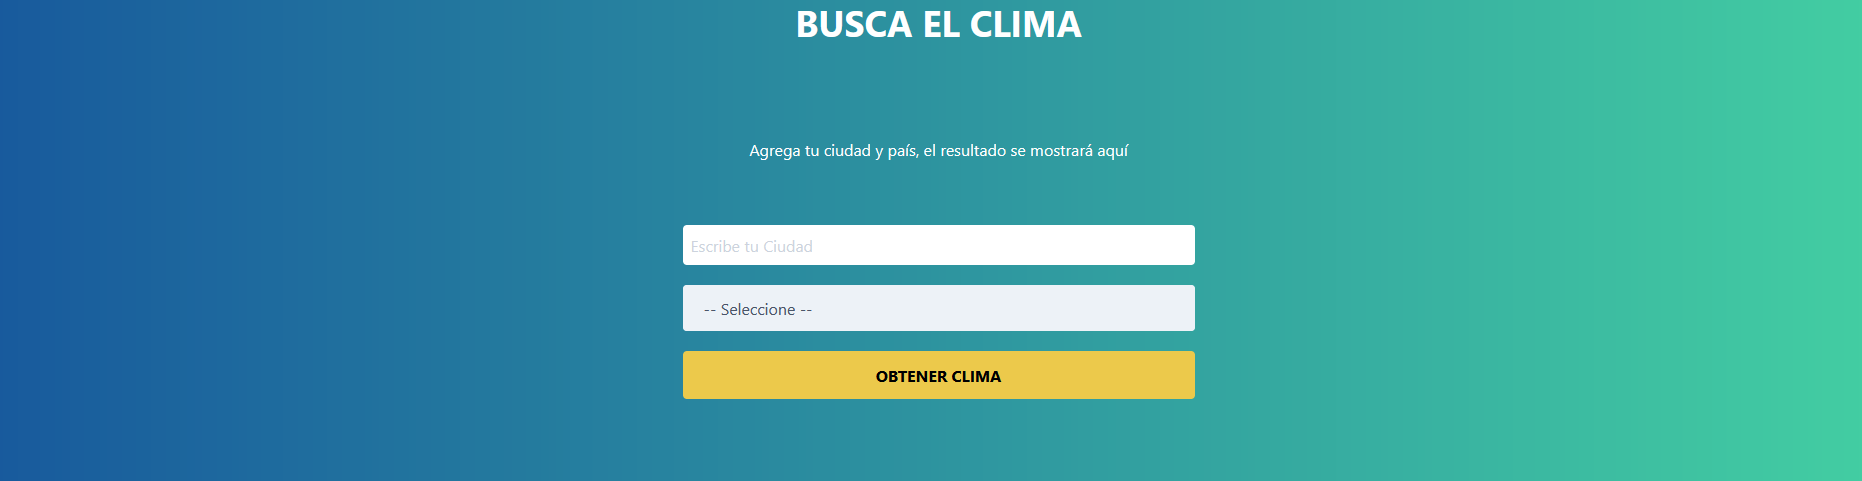 BUSCA EL CLIMA
Agrega tu ciudad y país, el resultado se mostrará aquí
Escribe tu Ciudad
-- Seleccione --
OBTENER CLIMA